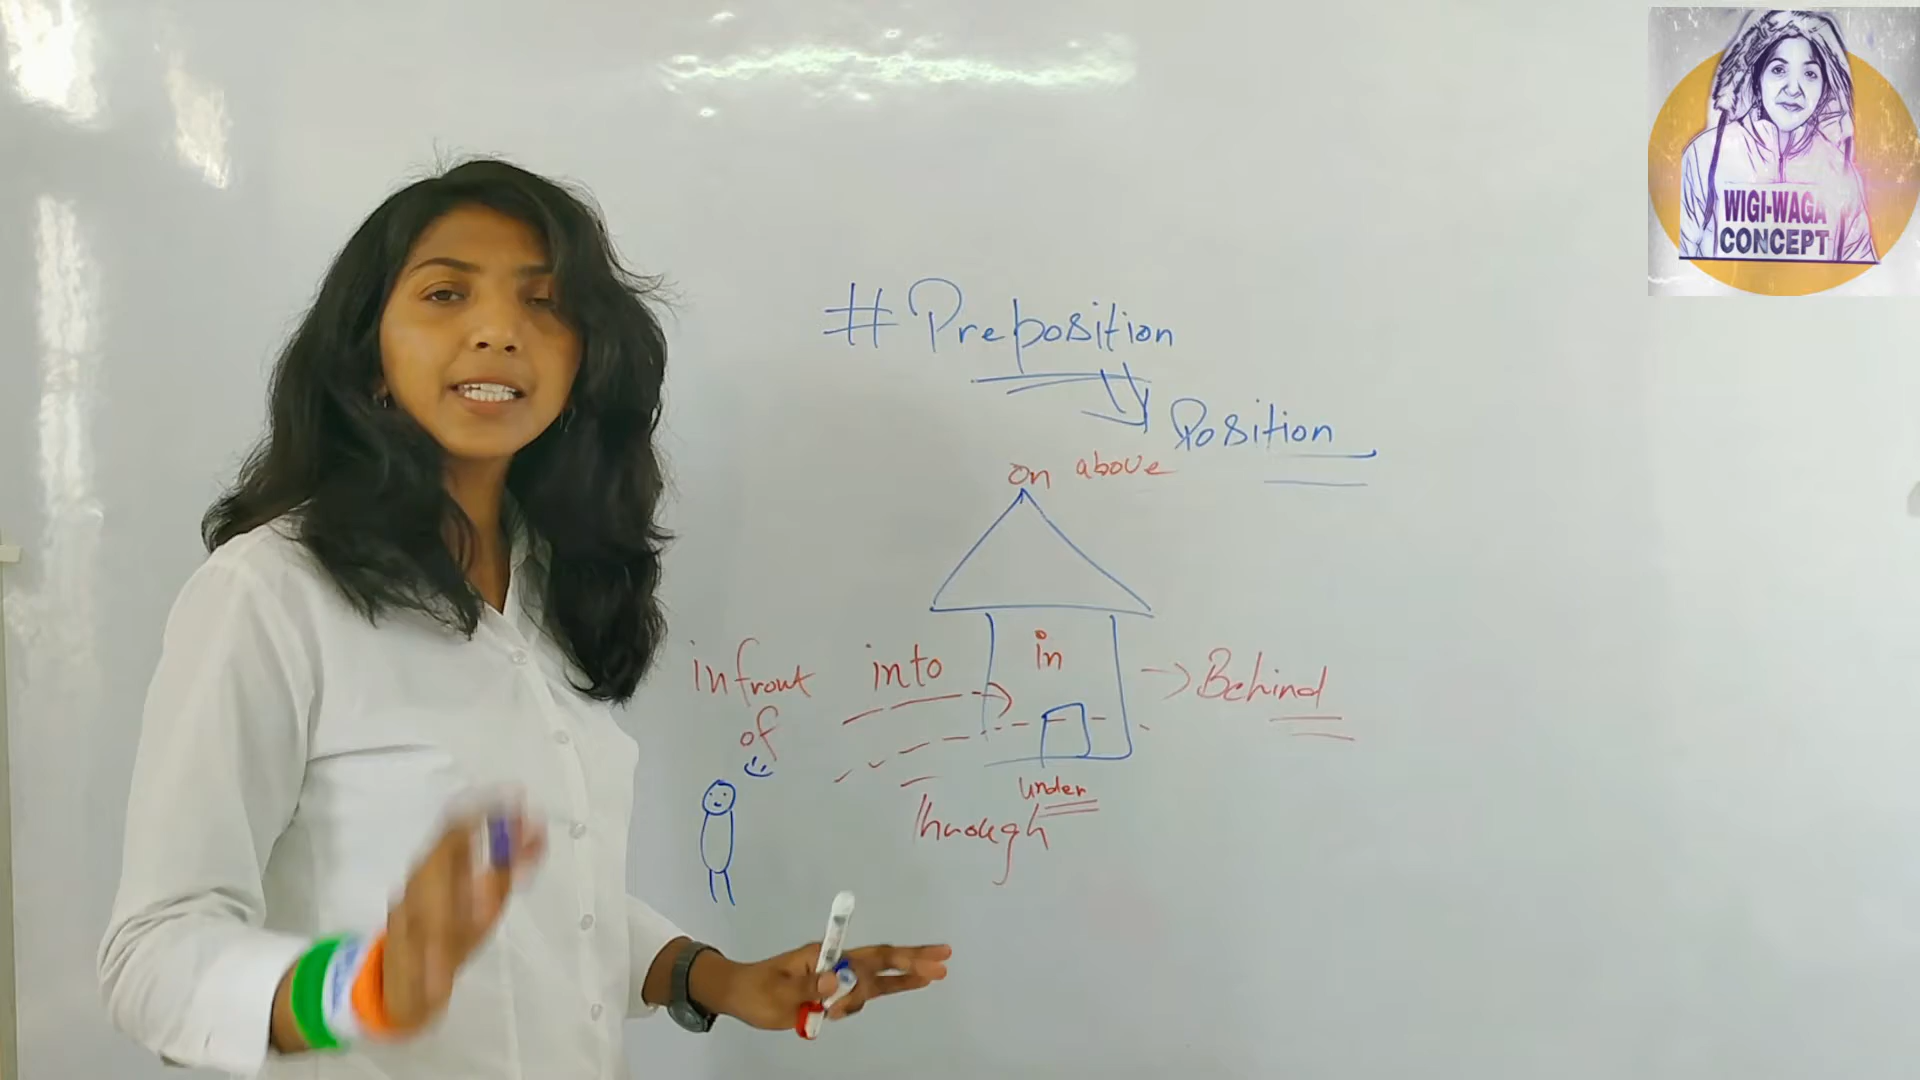 WIGI-WAGA
CONCEPT
# Preposition
Position
on above
infront
of
into
in
Behind
under
through